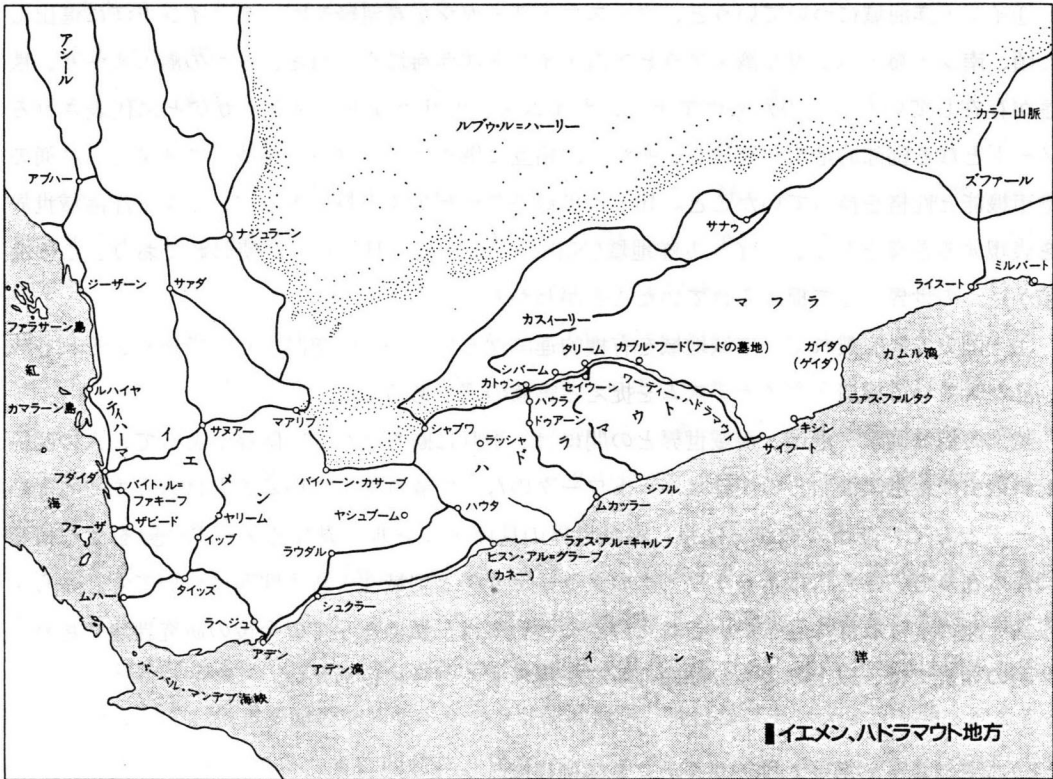 アシール
ルブゥ・ル=ハーリー
カラー山脈
アブハー
ズファール
ナジュラーン
サナゥ
ミルバート
ジーザーン
サァダ
マフラ
ライスート
ファラサーン島
カスィーリー
ガイダ
(ゲイダ)
カムル湾
タリーム
カブル・フード(フードの墓地)
シバーム
紅海
ルハイヤ
カトゥン
セイウーン
ワーディー・ハドラマウト
ラァス・ファルタク
カマラーン島
ティハーマ
ハウラ
マアリブ
シャブワ
ドゥアーン
キシン
サヌアー
ラッシャ
サイフート
イエメン
ハドラマウト
フダイダ
バイト・ル=
ファキーフ
バイハーン・カサーブ
シフル
ムカッラー
ファーザ
ザビード
ヤリーム
ヤシュブーム
ハウタ
イッブ
ラウダル
ラァス・アル=キャルブ
ヒスン・アル=グラーブ
(カネー)
ムハー
タイッズ
シュクラー
ラヘジュ
アデン
アデン湾
インド洋
バーバル・マンデブ海峡
イエメン、ハドラマウト地方